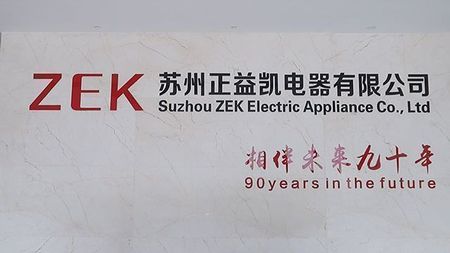 ZEK 苏州正益凯电器有限公司
Suzhou ZEK Electric Appliance Co., Ltd
相伴未来九十年
90years in the future